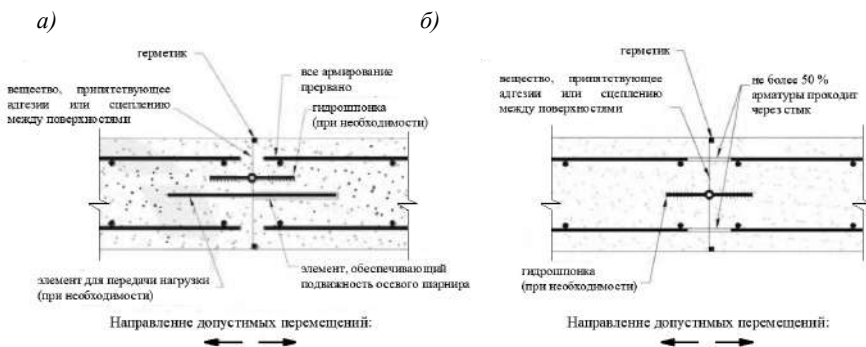 а)
герметик
вещество, припятствующее
адгезии или сцеплению
между поверхностями
все армирование
прервано
гидрошпонка
(при необходимости)
элемент для передачи нагрузки
(при необходимости)
элемент, обеспечивающий
подвижность осевого шарнира
Направление допустимых перемещений:
б)
герметик
вещество, припятствующее
адгезии или сцеплению
между поверхностями
не более 50 %
арматуры проходит
через стык
гидрошпонка
(при необходимости)
Направление допустимых перемещений: